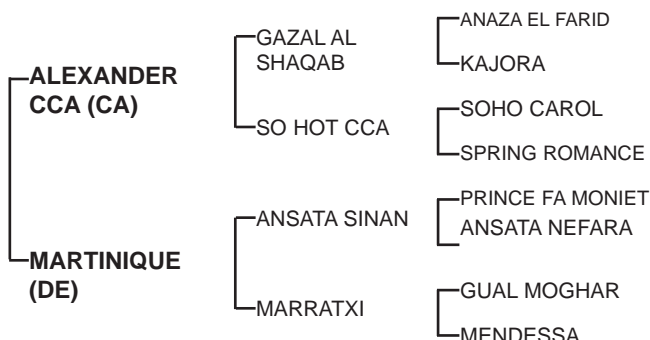 ANAZA EL FARID
GAZAL AL
SHAQAB
KAJORA
ALEXANDER
CCA (CA)
SOHO CAROL
SO HOT CCA
SPRING ROMANCE
PRINCE FA MONIET
ANSATA SINAN
ANSATA NEFARA
MARTINIQUE
(DE)
GUAL MOGHAR
MARRATXI
MENDESSA